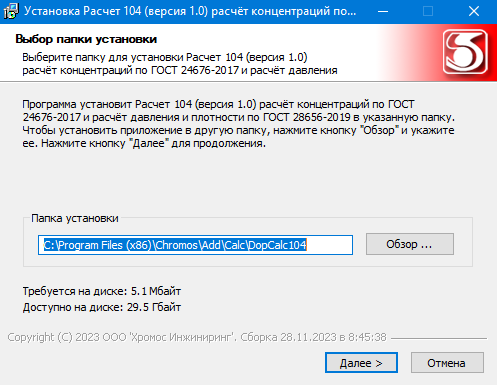 Установка Расчет 104 (версия 1.0) расчёт концентраций по...
Выбор папки установки
Выберите папку для установки Расчет 104 (версия 1.0)
расчёт концентраций по ГОСТ 24676-2017 и расчёт давления
Программа установит Расчет 104 (версия 1.0) расчёт концентраций по ГОСТ
24676-2017 и расчёт давления и плотности по ГОСТ 28656-2019 в указанную папку.
Чтобы установить приложение в другую папку, нажмите кнопку "Обзор" и укажите
ее. Нажмите кнопку "Далее" для продолжения.
Папка установки
C:\Program Files (x86)\Chromos\Add\Calc\DopCalc104
Обзор ...
Требуется на диске: 5.1 Мбайт
Доступно на диске: 29.5 Гбайт
Copyright (C) 2023 ООО 'Хромос Инжиниринг'. Сборка 28.11.2023 в 8:45:38
Далее >
Отмена